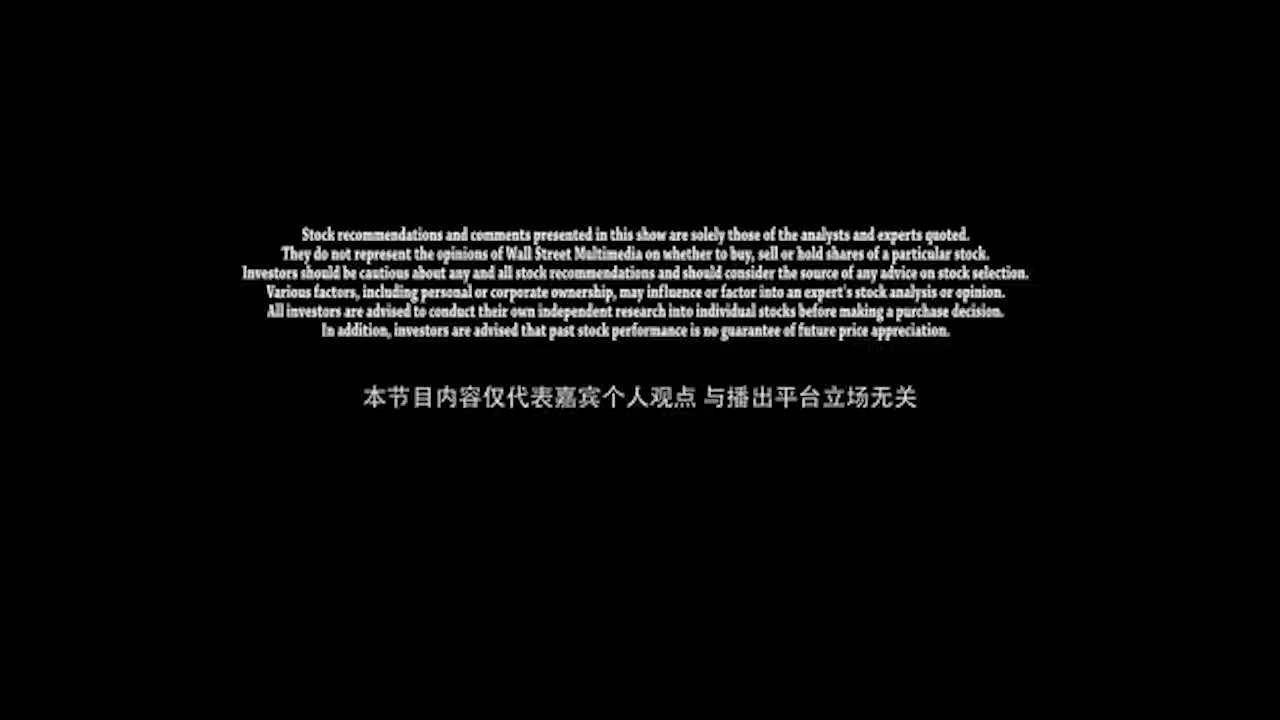 Stock recommendations and comments presented in this show are solely those of the analysts and experts quoted.
They do not represent the opinions of Wall Street Multimedia on whether to buy, sell or hold shares of a particular stock.
Investors should be cautious about any and all stock recommendations and should consider the source of any advice on stock selection.
Various factors, including personal or corporate ownership, may influence or factor into an expert's stock analysis or opinion.
All investors are advised to conduct their own independent research into individual stocks before making a purchase decision.
In addition, investors are advised that past stock performance is no guarantee of future price appreciation.
本节目内容仅代表嘉宾个人观点 与播出平台立场无关